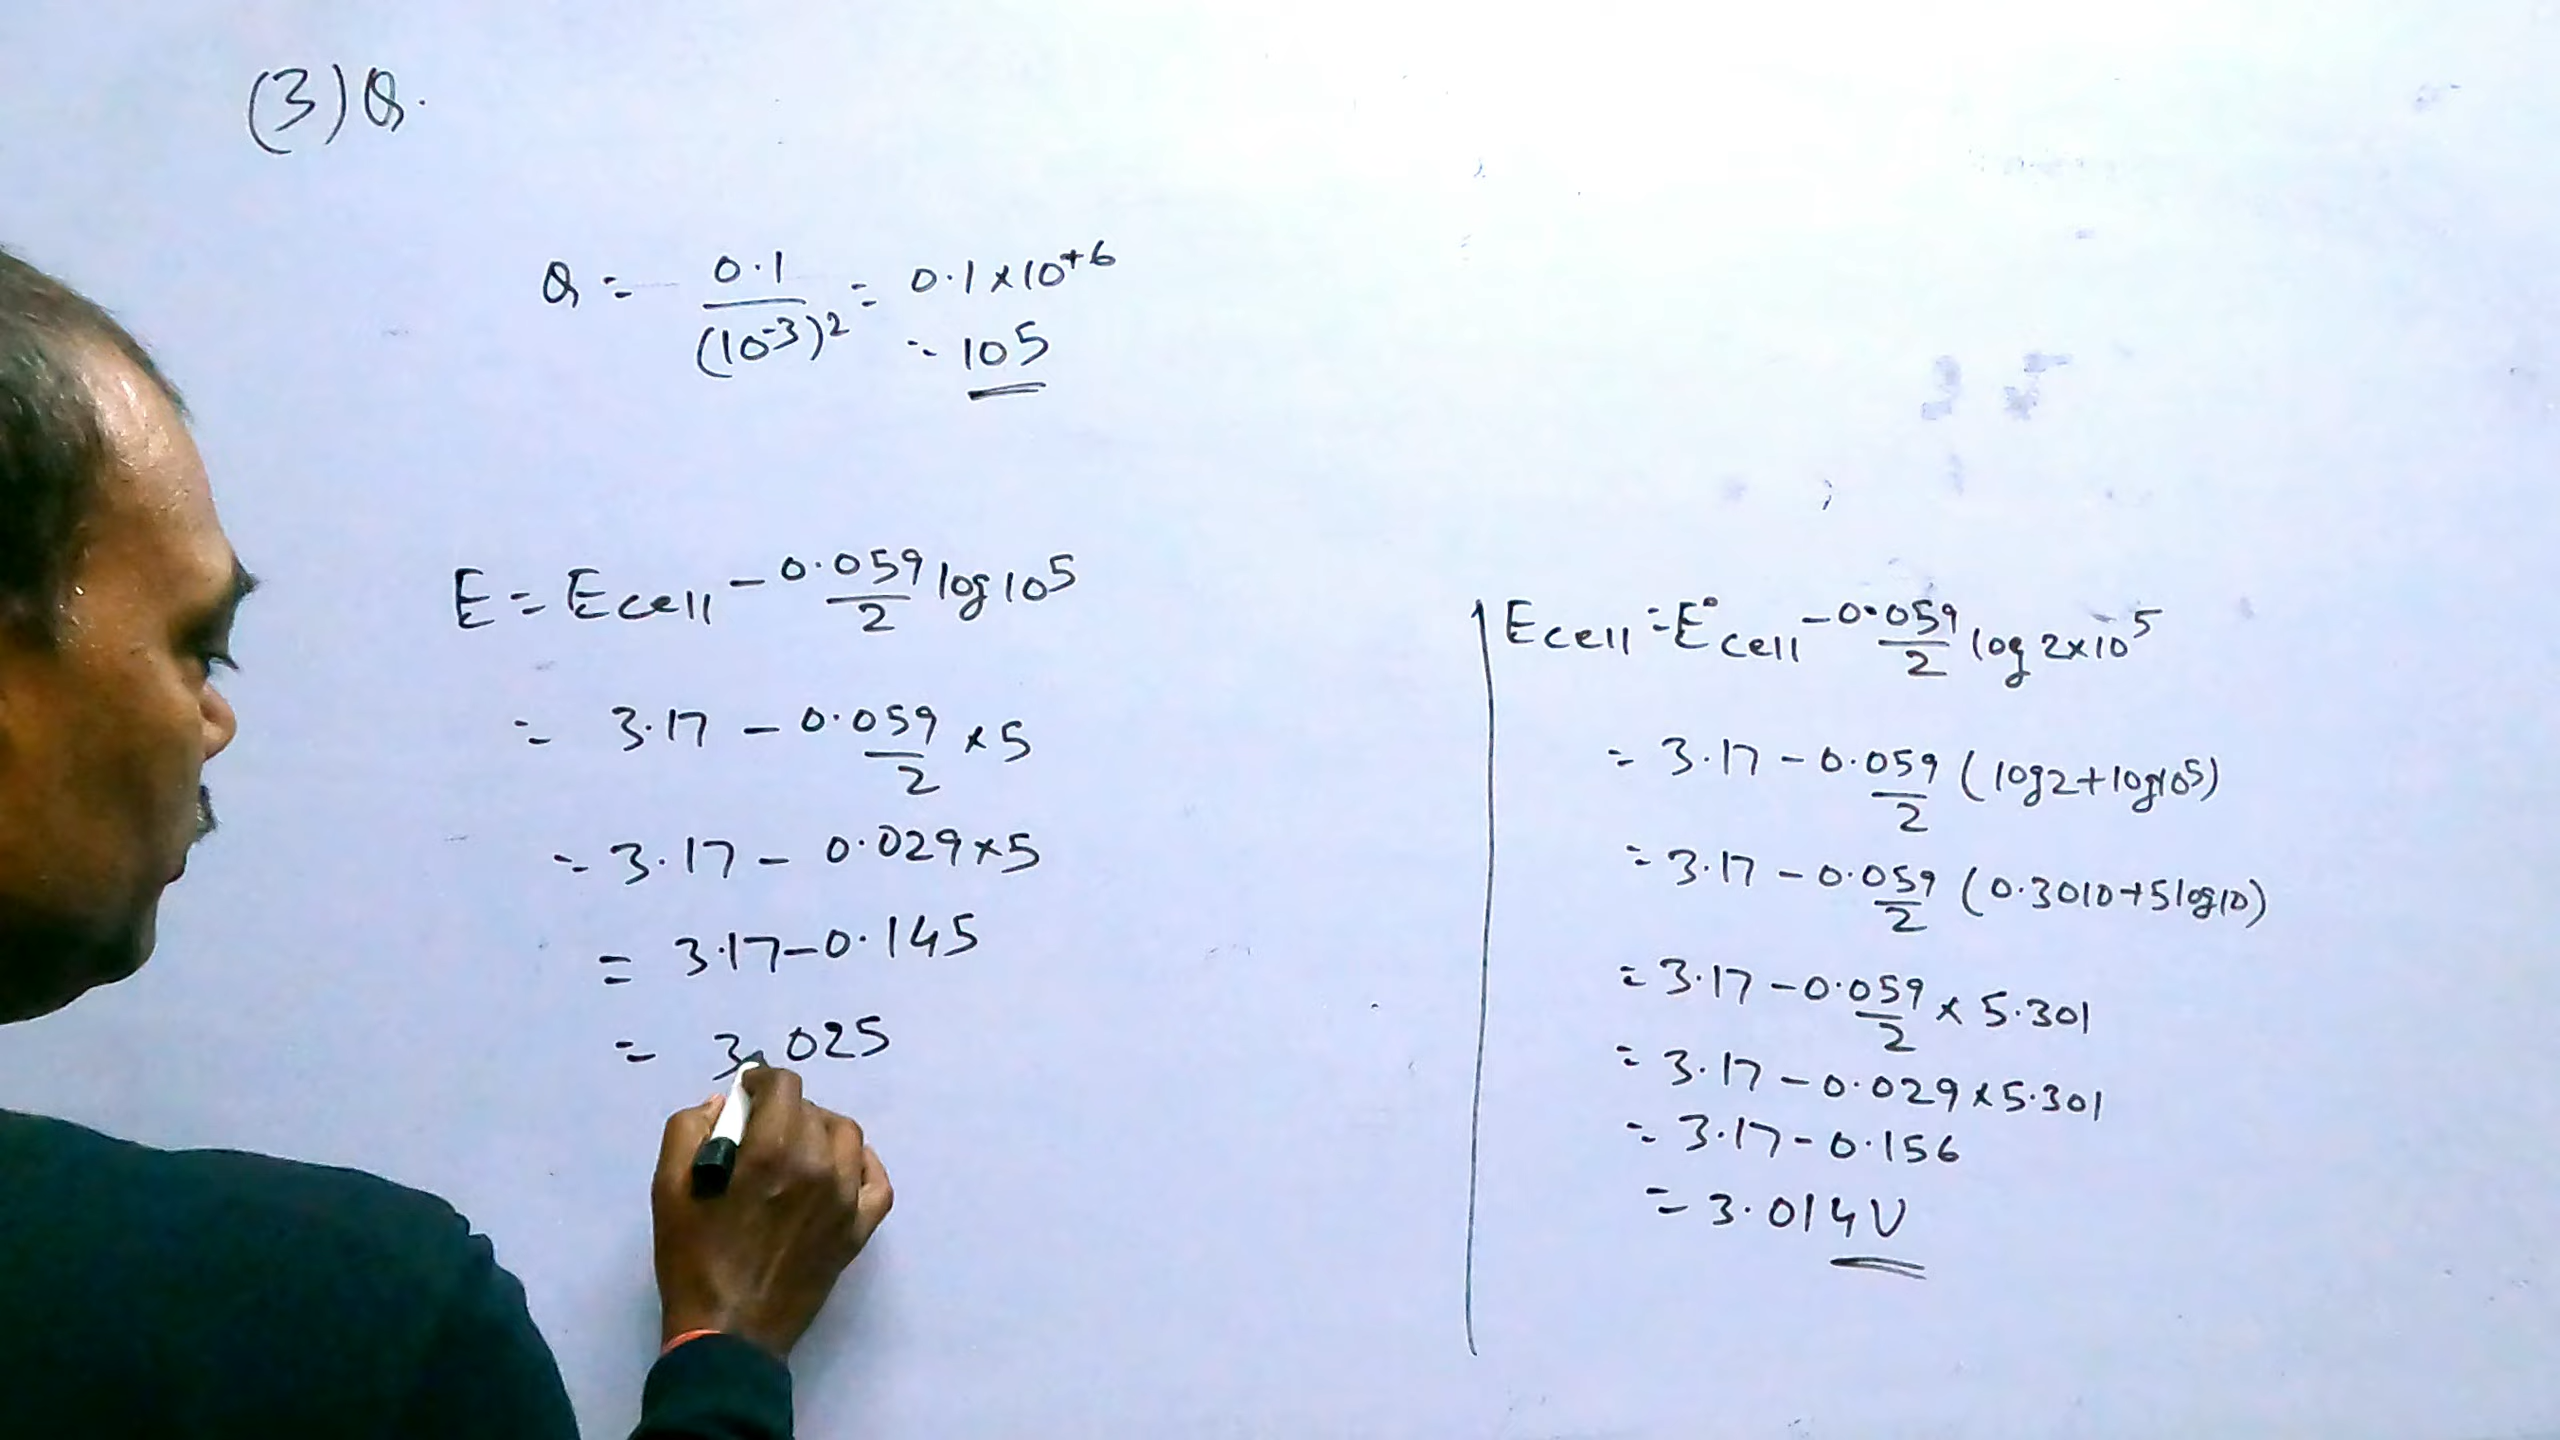 (3) Q.
Q = 0.1/(10⁻³)² = 0.1×10⁺⁶
= 10⁵
E = Ecell - 0.059/2 log10⁵
= 3.17 - 0.059/2 × 5
= 3.17 - 0.029×5
= 3.17-0.145
= 3.025
Ecell = E°cell - 0.059/2 log 2×10⁵
= 3.17 - 0.059/2 (log2+log10⁵)
= 3.17 - 0.059/2 (0.3010+5log10)
= 3.17 - 0.059/2 × 5.301
= 3.17 - 0.029×5.301
= 3.17 - 0.156
= 3.014V